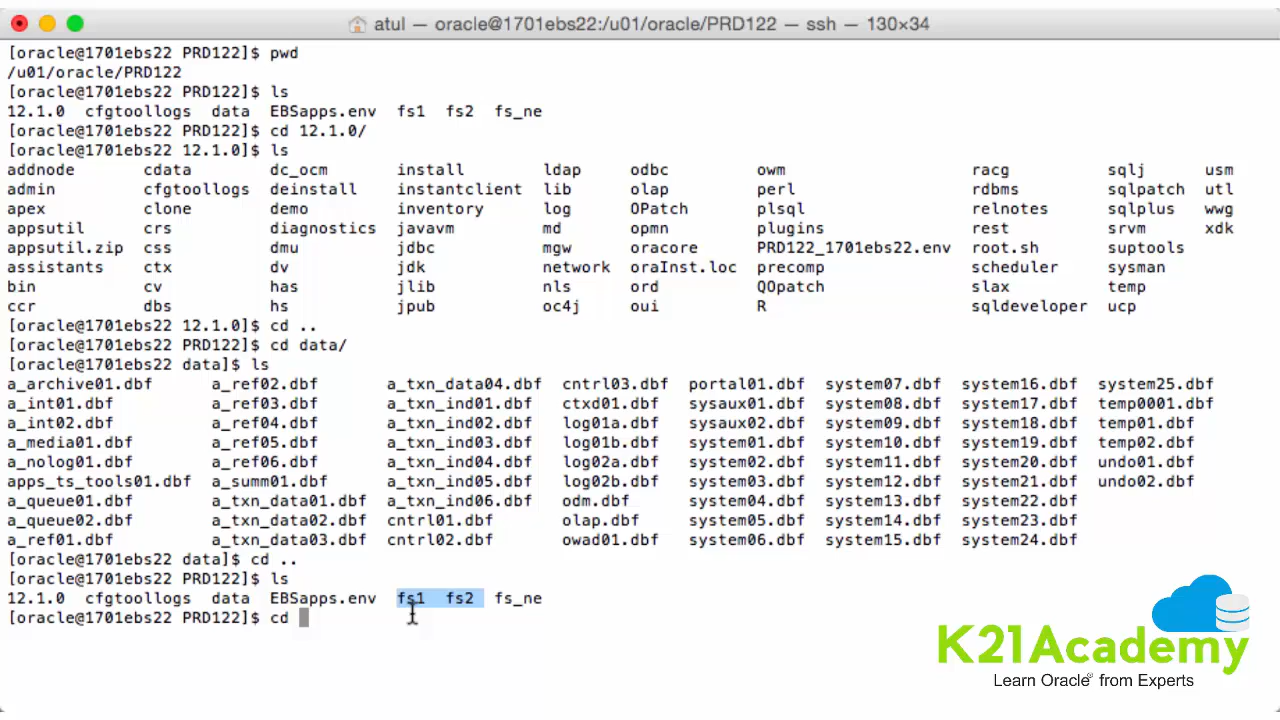 atul — oracle@1701ebs22:/u01/oracle/PRD122 — ssh — 130×34
[oracle@1701ebs22 PRD122]$ pwd
/u01/oracle/PRD122
[oracle@1701ebs22 PRD122]$ ls
12.1.0 cfgtoollogs data EBSapps.env fs1 fs2 fs_ne
[oracle@1701ebs22 PRD122]$ cd 12.1.0/
[oracle@1701ebs22 12.1.0]$ ls
addnode cdata dc_ocm install ldap odbc owm racg sqlj usm
admin cfgtoollogs deinstall instantclient lib olap perl rdbms sqlpatch utl
apex clone demo inventory log OPatch plsql relnotes sqlplus wwg
appsutil crs diagnostics javavm md opmn plugins rest srvm xdk
appsutil.zip css dmu jdbc mgw oracore PRD122_1701ebs22.env root.sh suptools
assistants ctx dv jdk network oraInst.loc precomp scheduler sysman
bin cv has jlib nls ord QOpatch slax temp
ccr dbs hs jpub oc4j oui R sqldeveloper ucp
[oracle@1701ebs22 12.1.0]$ cd ..
[oracle@1701ebs22 PRD122]$ cd data/
[oracle@1701ebs22 data]$ ls
a_archive01.dbf a_ref02.dbf a_txn_data04.dbf cntrl03.dbf portal01.dbf system07.dbf system16.dbf system25.dbf
a_int01.dbf a_ref03.dbf a_txn_ind01.dbf ctxd01.dbf sysaux01.dbf system08.dbf system17.dbf temp0001.dbf
a_int02.dbf a_ref04.dbf a_txn_ind02.dbf log01a.dbf sysaux02.dbf system09.dbf system18.dbf temp01.dbf
a_media01.dbf a_ref05.dbf a_txn_ind03.dbf log01b.dbf system01.dbf system10.dbf system19.dbf temp02.dbf
a_nolog01.dbf a_ref06.dbf a_txn_ind04.dbf log02a.dbf system02.dbf system11.dbf system20.dbf undo01.dbf
apps_ts_tools01.dbf a_summ01.dbf a_txn_ind05.dbf log02b.dbf system03.dbf system12.dbf system21.dbf undo02.dbf
a_queue01.dbf a_txn_data01.dbf a_txn_ind06.dbf odm.dbf system04.dbf system13.dbf system22.dbf
a_queue02.dbf a_txn_data02.dbf cntrl01.dbf olap.dbf system05.dbf system14.dbf system23.dbf
a_ref01.dbf a_txn_data03.dbf cntrl02.dbf owad01.dbf system06.dbf system15.dbf system24.dbf
[oracle@1701ebs22 data]$ cd ..
[oracle@1701ebs22 PRD122]$ ls
12.1.0 cfgtoollogs data EBSapps.env fs1 fs2 fs_ne
[oracle@1701ebs22 PRD122]$ cd
K21Academy
Learn Oracle® from Experts